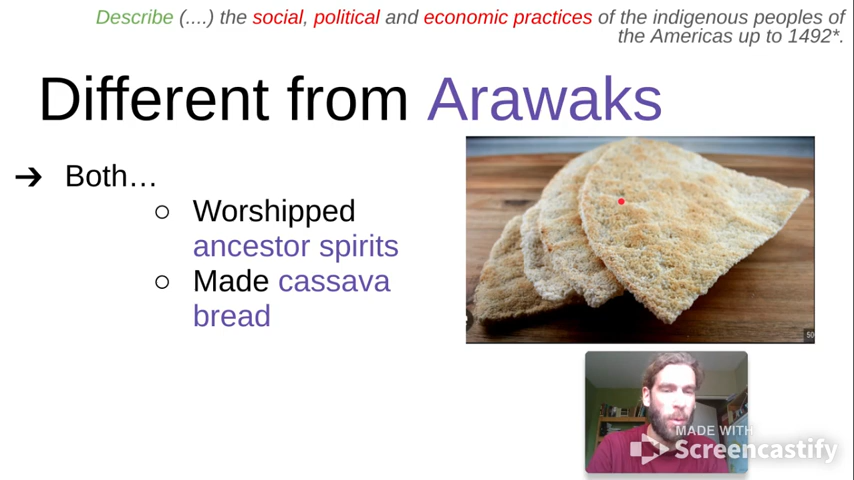 Describe (....) the social, political and economic practices of the indigenous peoples of
the Americas up to 1492*.
Different from Arawaks
➔ Both…
○ Worshipped
ancestor spirits
○ Made cassava
bread
50
MADE WITH
Screencastify